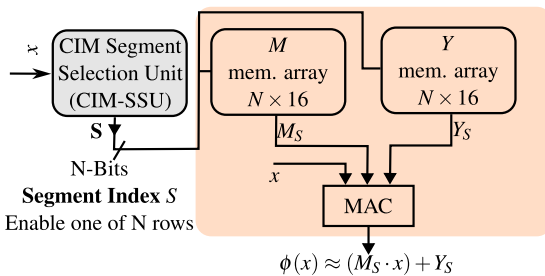 x
CIM Segment
Selection Unit
(CIM-SSU)
M
mem. array
N × 16
Y
mem. array
N × 16
S
M_S
Y_S
N-Bits
x
Segment Index S
MAC
Enable one of N rows
ϕ(x) ≈ (M_S · x) + Y_S